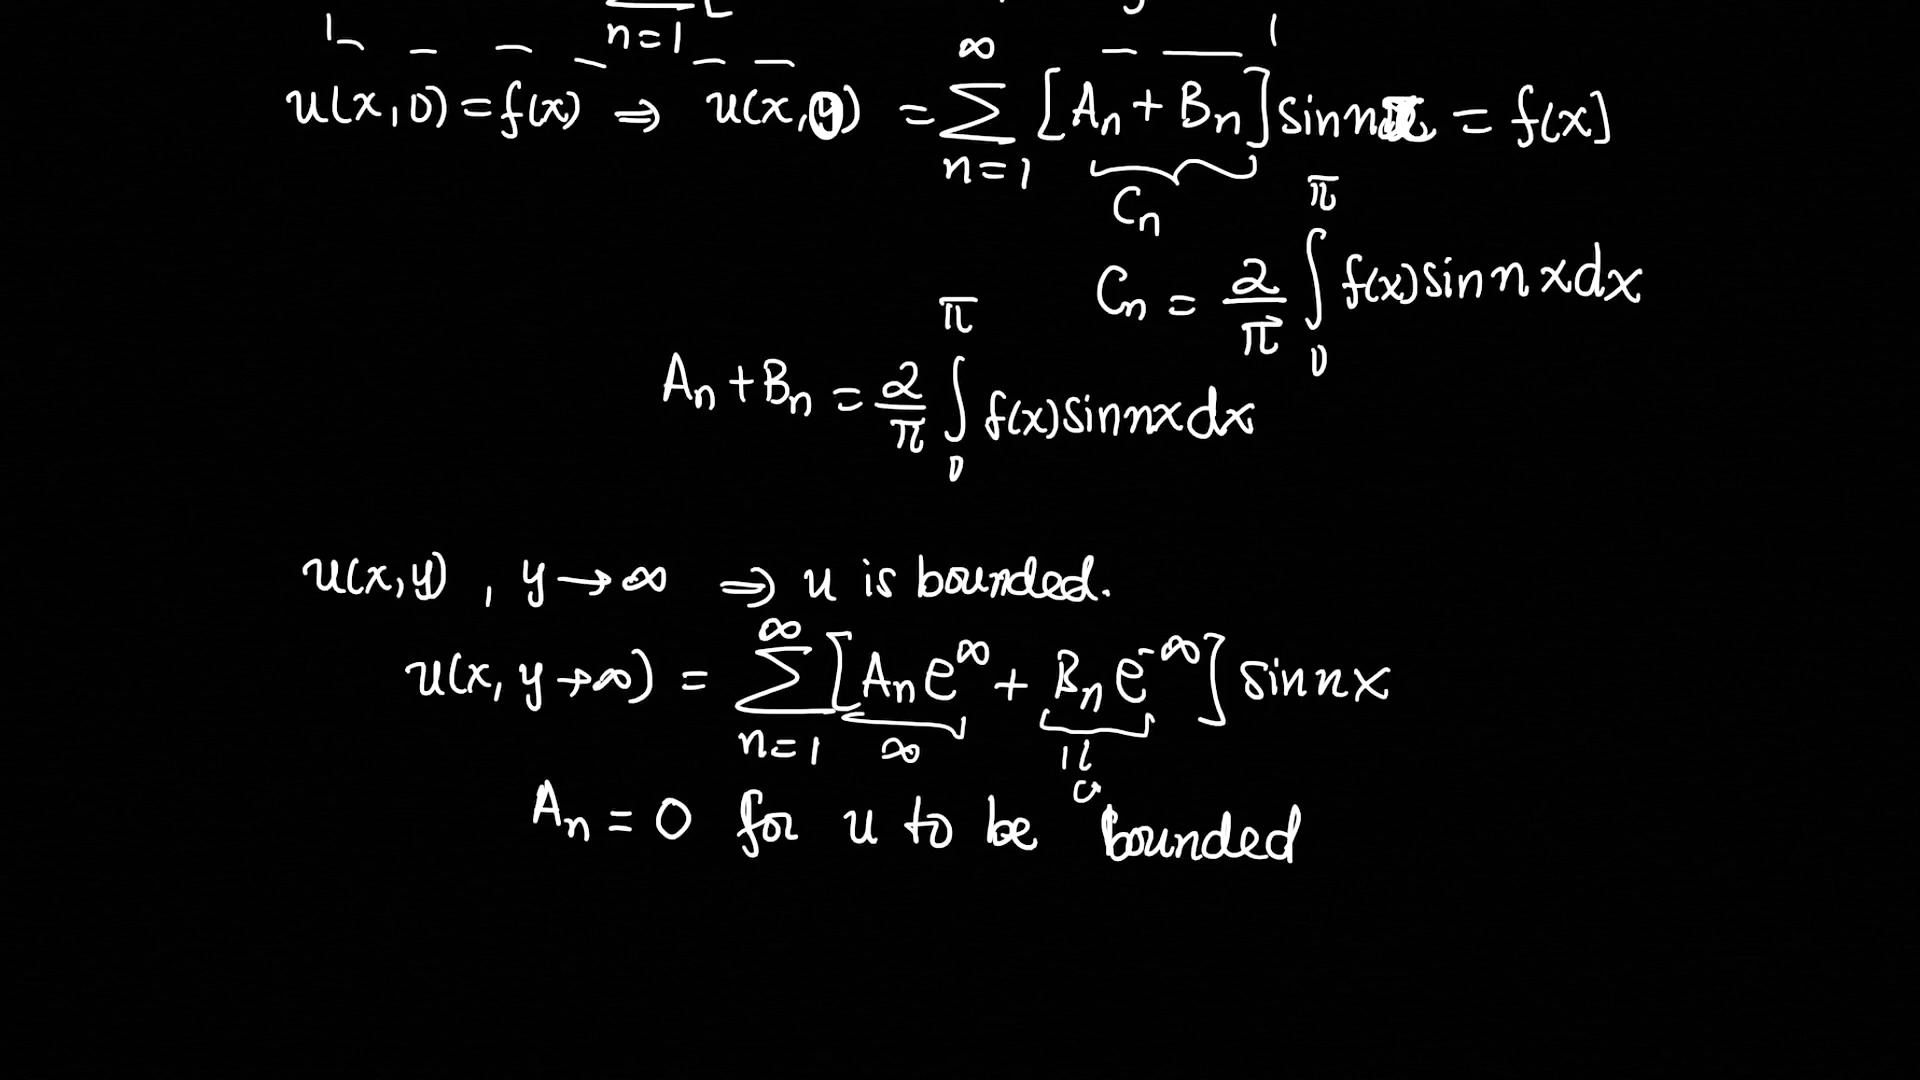 n=1
u(x,0)=f(x) ⇒ u(x,0) = ∑_{n=1}^{∞} [A_n + B_n] sin nx = f(x)
C_n
C_n = 2/π ∫_0^π f(x) sin nx dx
A_n + B_n = 2/π ∫_0^π f(x) sin nx dx
u(x,y) , y→∞ ⇒ u is bounded.
u(x, y→∞) = ∑_{n=1}^{∞} [A_n e^∞ + B_n e^{-∞}] sin nx
∞ 0
A_n = 0 for u to be bounded